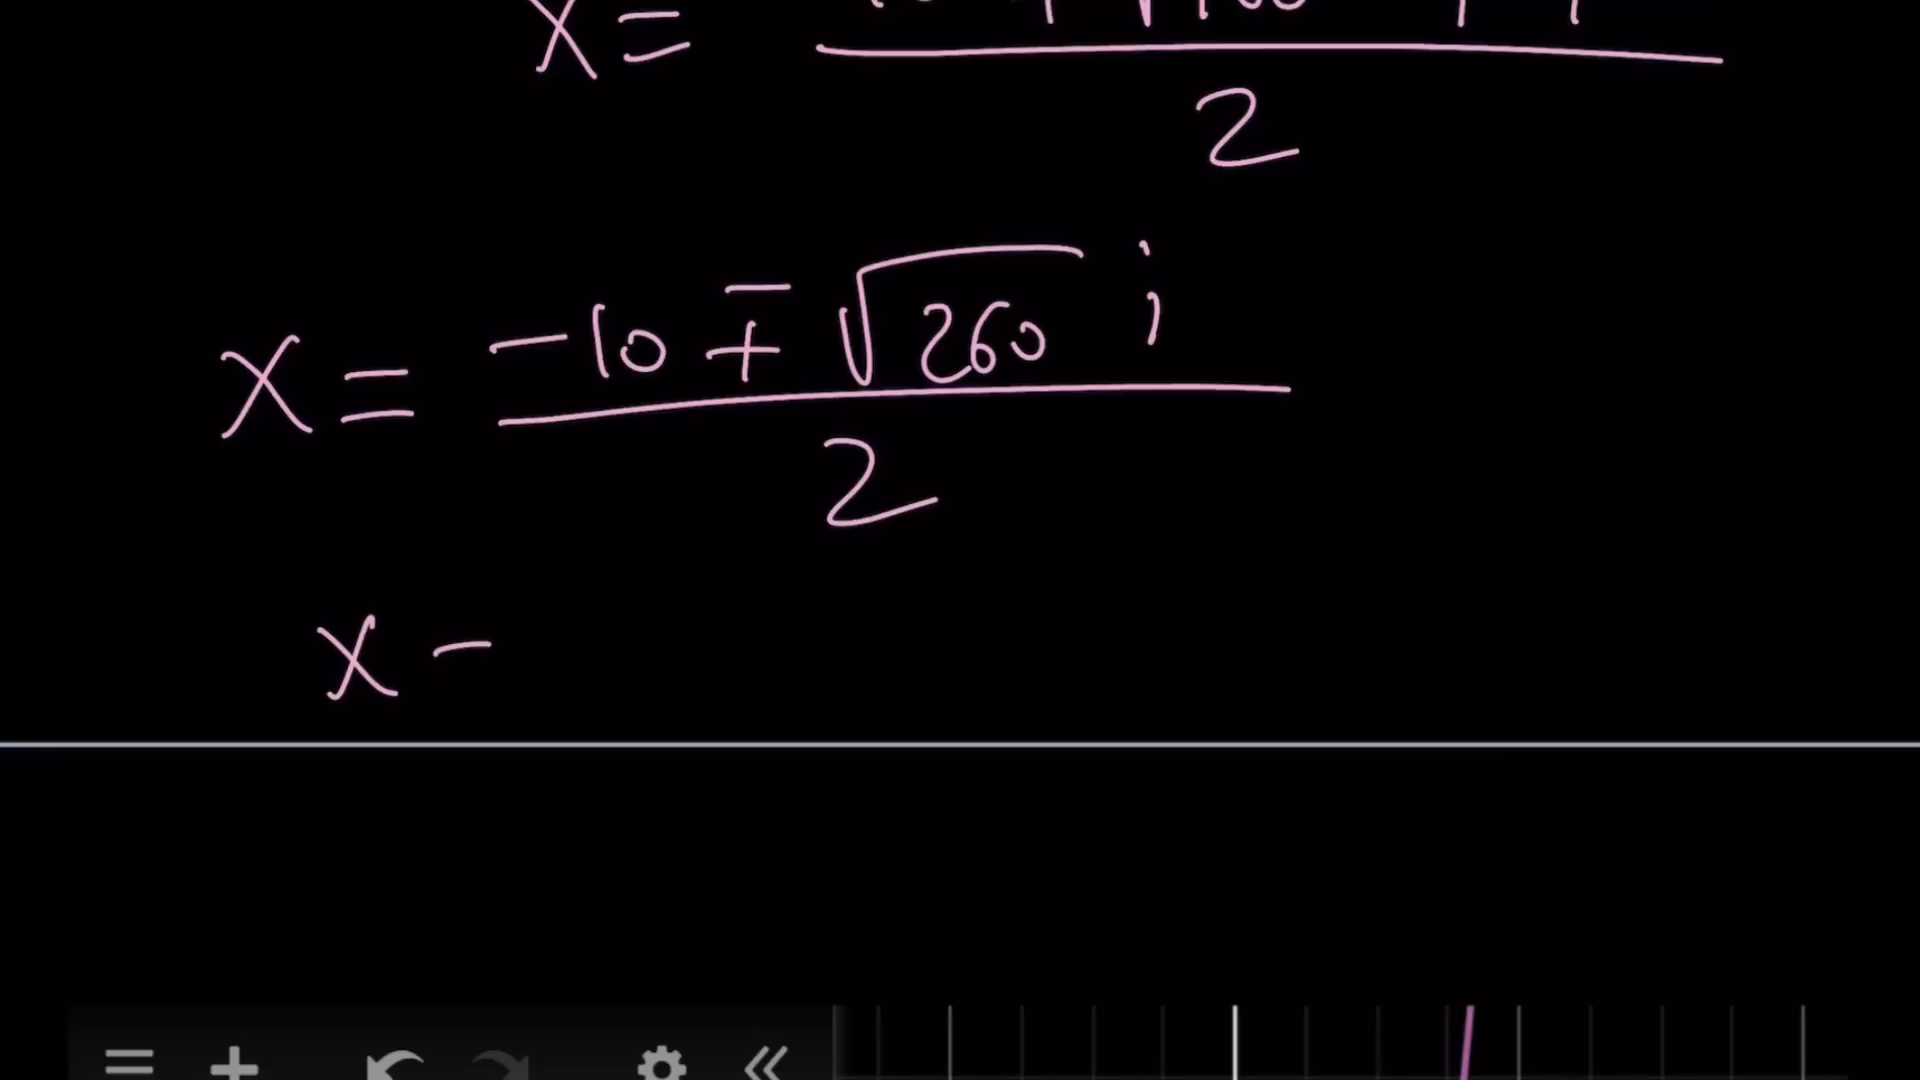 X =
2
X = -10 ∓ √260 i
2
X -